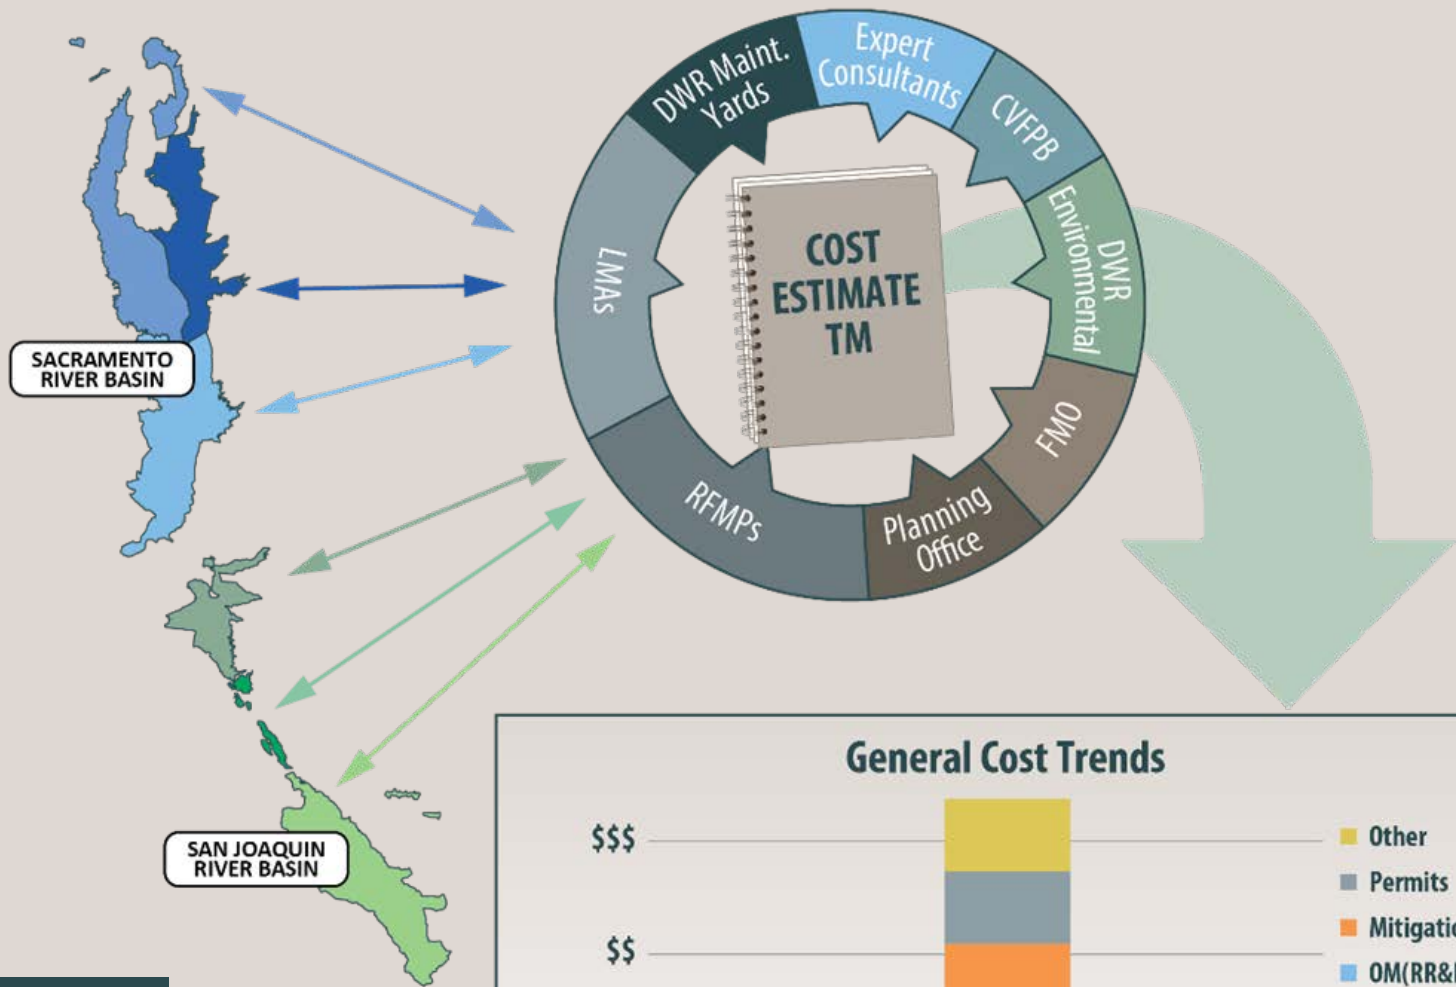 DWR Maint.
Yards
Expert
Consultants
CVFPB
DWR
Environmental
FMO
Planning
Office
RFMPs
LMAs
COST
ESTIMATE
TM
SACRAMENTO
RIVER BASIN
SAN JOAQUIN
RIVER BASIN
General Cost Trends
$$$
$$
Other
Permits